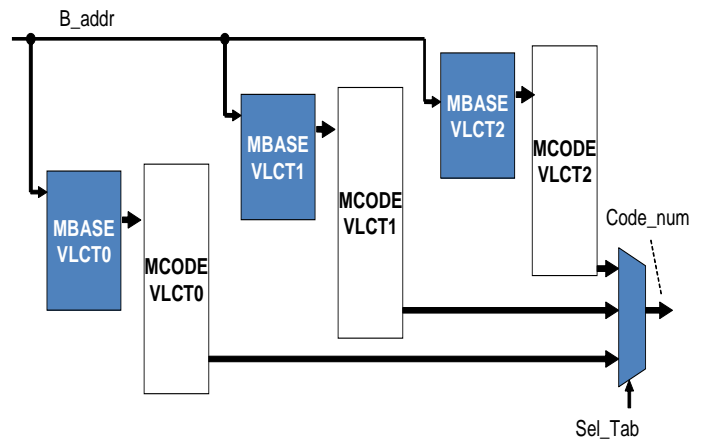 B_addr
MBASE
VLCT2
MCODE
VLCT2
MBASE
VLCT1
MCODE
VLCT1
MBASE
VLCT0
MCODE
VLCT0
Code_num
Sel_Tab